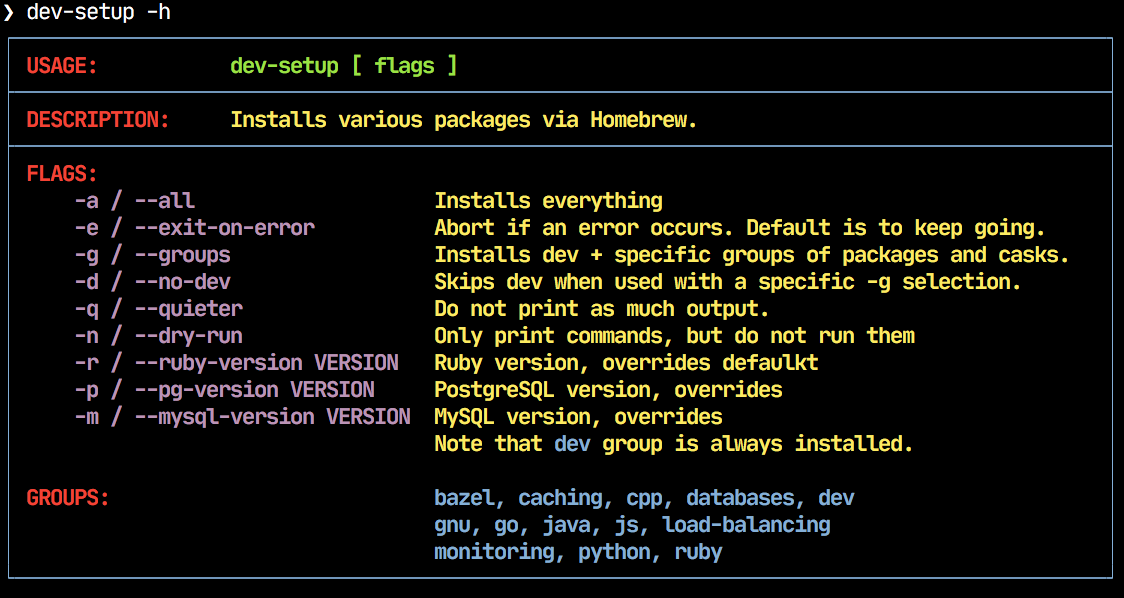 ❯ dev-setup -h
USAGE: dev-setup [ flags ]
DESCRIPTION: Installs various packages via Homebrew.
FLAGS:
-a / --all Installs everything
-e / --exit-on-error Abort if an error occurs. Default is to keep going.
-g / --groups Installs dev + specific groups of packages and casks.
-d / --no-dev Skips dev when used with a specific -g selection.
-q / --quieter Do not print as much output.
-n / --dry-run Only print commands, but do not run them
-r / --ruby-version VERSION Ruby version, overrides defaulkt
-p / --pg-version VERSION PostgreSQL version, overrides
-m / --mysql-version VERSION MySQL version, overrides
Note that dev group is always installed.
GROUPS: bazel, caching, cpp, databases, dev
gnu, go, java, js, load-balancing
monitoring, python, ruby